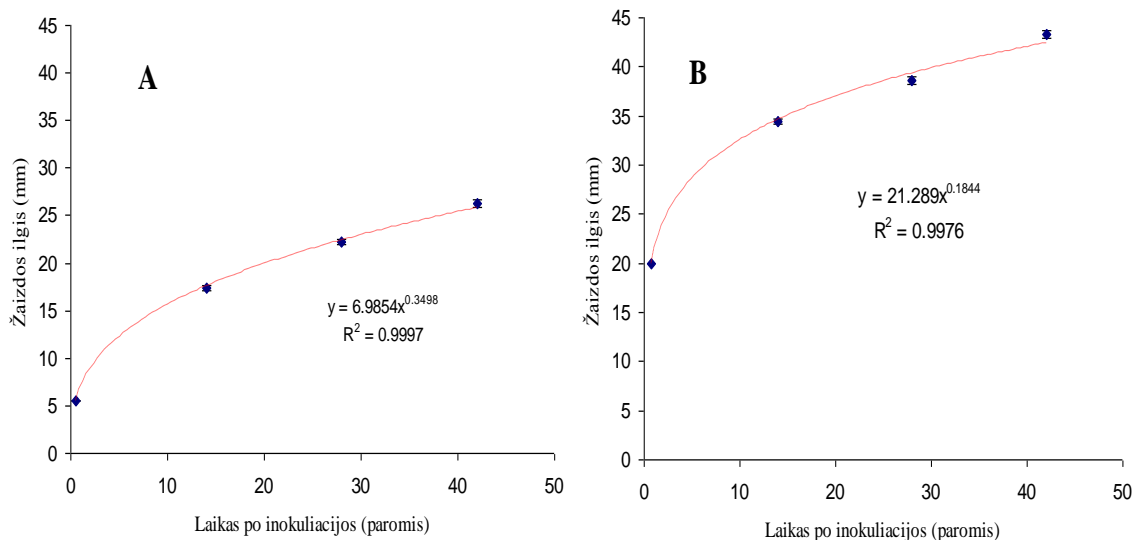 A
45
40
35
30
25
20
15
10
5
0
Žaizdos ilgis (mm)
y = 6.9854x^0.3498
R² = 0.9997
0 10 20 30 40 50
Laikas po inokuliacijos (paromis)
B
45
40
35
30
25
20
15
10
5
0
Žaizdos ilgis (mm)
y = 21.289x^0.1844
R² = 0.9976
0 10 20 30 40 50
Laikas po inokuliacijos (paromis)